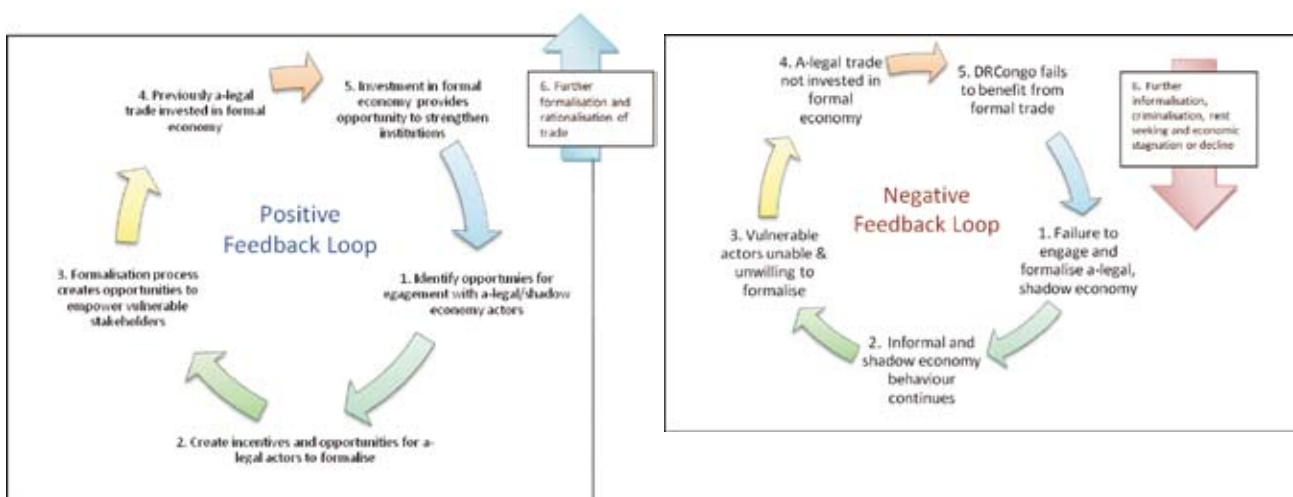 4. Previously a-legal
trade invested in formal
economy
5. Investment in formal
economy provides
opportunity to strengthen
institutions
6. Further
formalisation and
rationalisation of
trade
Positive
Feedback Loop
3. Formalisation process
creates opportunities to
empower vulnerable
stakeholders
1. Identify opportunies for
egagement with a-legal/shadow
economy actors
2. Create incentives and opportunities for a-
legal actors to formalise
4. A-legal trade
not invested in
formal
economy
5. DRCongo fails
to benefit from
formal trade
6. Further
informalisation,
criminalisation, rent
seeking and economic
stagnation or decline
Negative
Feedback Loop
3. Vulnerable
actors unable &
unwilling to
formalise
1. Failure to
engage and
formalise a-legal,
shadow economy
2. Informal and
shadow economy
behaviour
continues